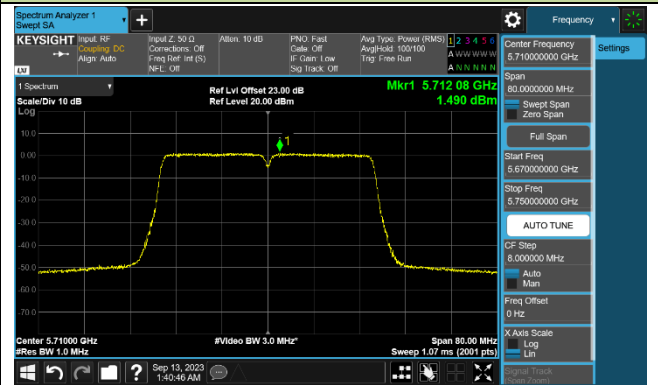 Spectrum Analyzer 1
Swept SA
Frequency
KEYSIGHT
Input: RF
Coupling: DC
Align: Auto
Input Z: 50 Ω
Corrections: Off
Freq Ref: Int (S)
NFE: Off
Atten: 10 dB
PNO: Fast
Gate: Off
IF Gain: Low
Sig Track: Off
Avg Type: Power (RMS)
Avg|Hold: 100/100
Trig: Free Run
1 2 3 4 5 6
A W W W W W
A N N N N N
LXI
1 Spectrum
Scale/Div 10 dB
Log
Ref Lvl Offset 23.00 dB
Ref Level 20.00 dBm
Mkr1 5.712 08 GHz
1.490 dBm
1
10.0
0.00
-10.0
-20.0
-30.0
-40.0
-50.0
-60.0
-70.0
Center 5.71000 GHz
#Res BW 1.0 MHz
#Video BW 3.0 MHz*
Span 80.00 MHz
Sweep 1.07 ms (2001 pts)
Center Frequency
5.710000000 GHz
Settings
Span
80.0000000 MHz
Swept Span
Zero Span
Full Span
Start Freq
5.670000000 GHz
Stop Freq
5.750000000 GHz
AUTO TUNE
CF Step
8.000000 MHz
Auto
Man
Freq Offset
0 Hz
X Axis Scale
Log
Lin
Signal Track
(Span Zoom)
?
Sep 13, 2023
1:40:46 AM